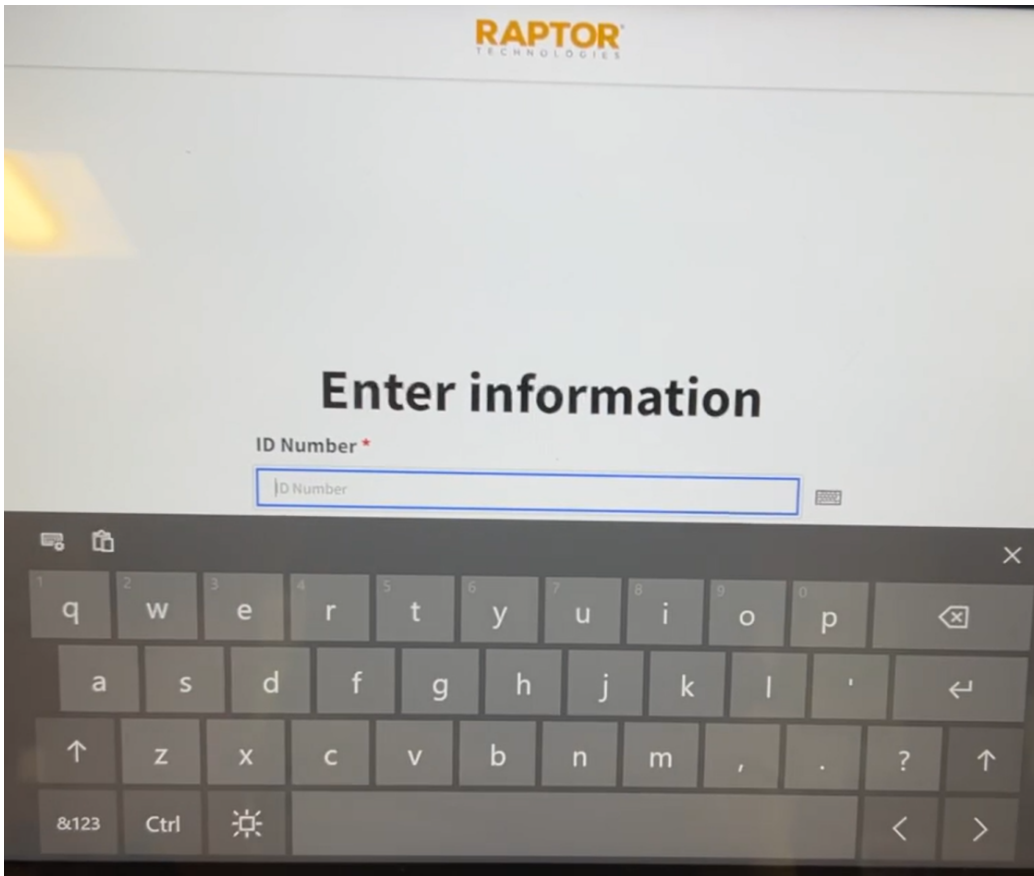 RAPTOR
TECHNOLOGIES
Enter information
ID Number *
ID Number
1 2 3 4 5 6 7 8 9 0
q w e r t y u i o p
a s d f g h j k l '
z x c v b n m , . ?
&123 Ctrl